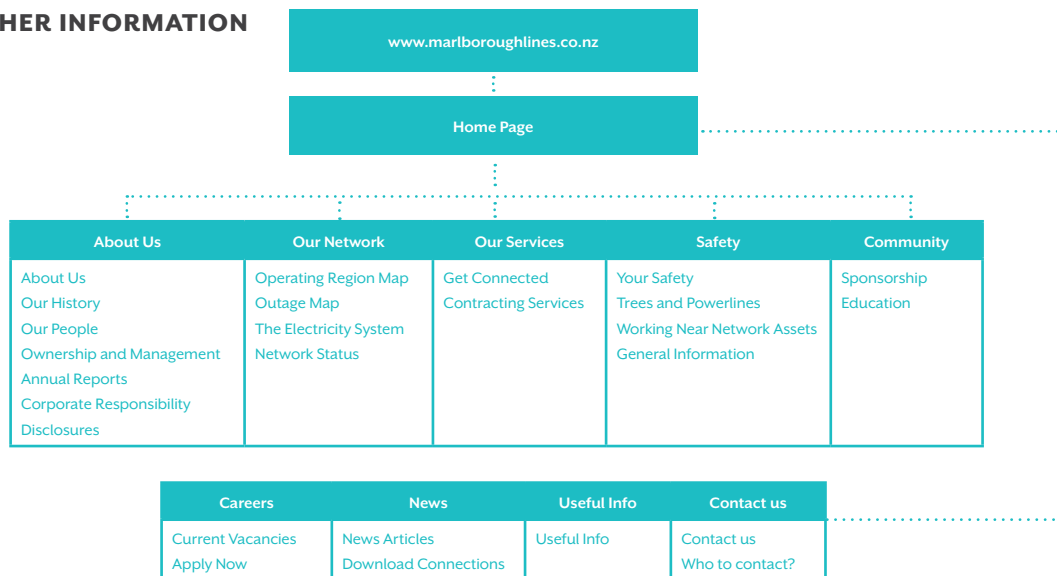 HER INFORMATION
www.marlboroughlines.co.nz
Home Page
About Us
About Us
Our History
Our People
Ownership and Management
Annual Reports
Corporate Responsibility
Disclosures
Our Network
Operating Region Map
Outage Map
The Electricity System
Network Status
Our Services
Get Connected
Contracting Services
Safety
Your Safety
Trees and Powerlines
Working Near Network Assets
General Information
Community
Sponsorship
Education
Careers
Current Vacancies
Apply Now
News
News Articles
Download Connections
Useful Info
Useful Info
Contact us
Contact us
Who to contact?